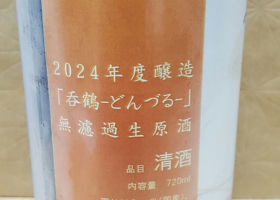 2024年度醸造
「呑鶴-どんづる-」
無濾過生原酒
品目 清酒
内容量 720ml